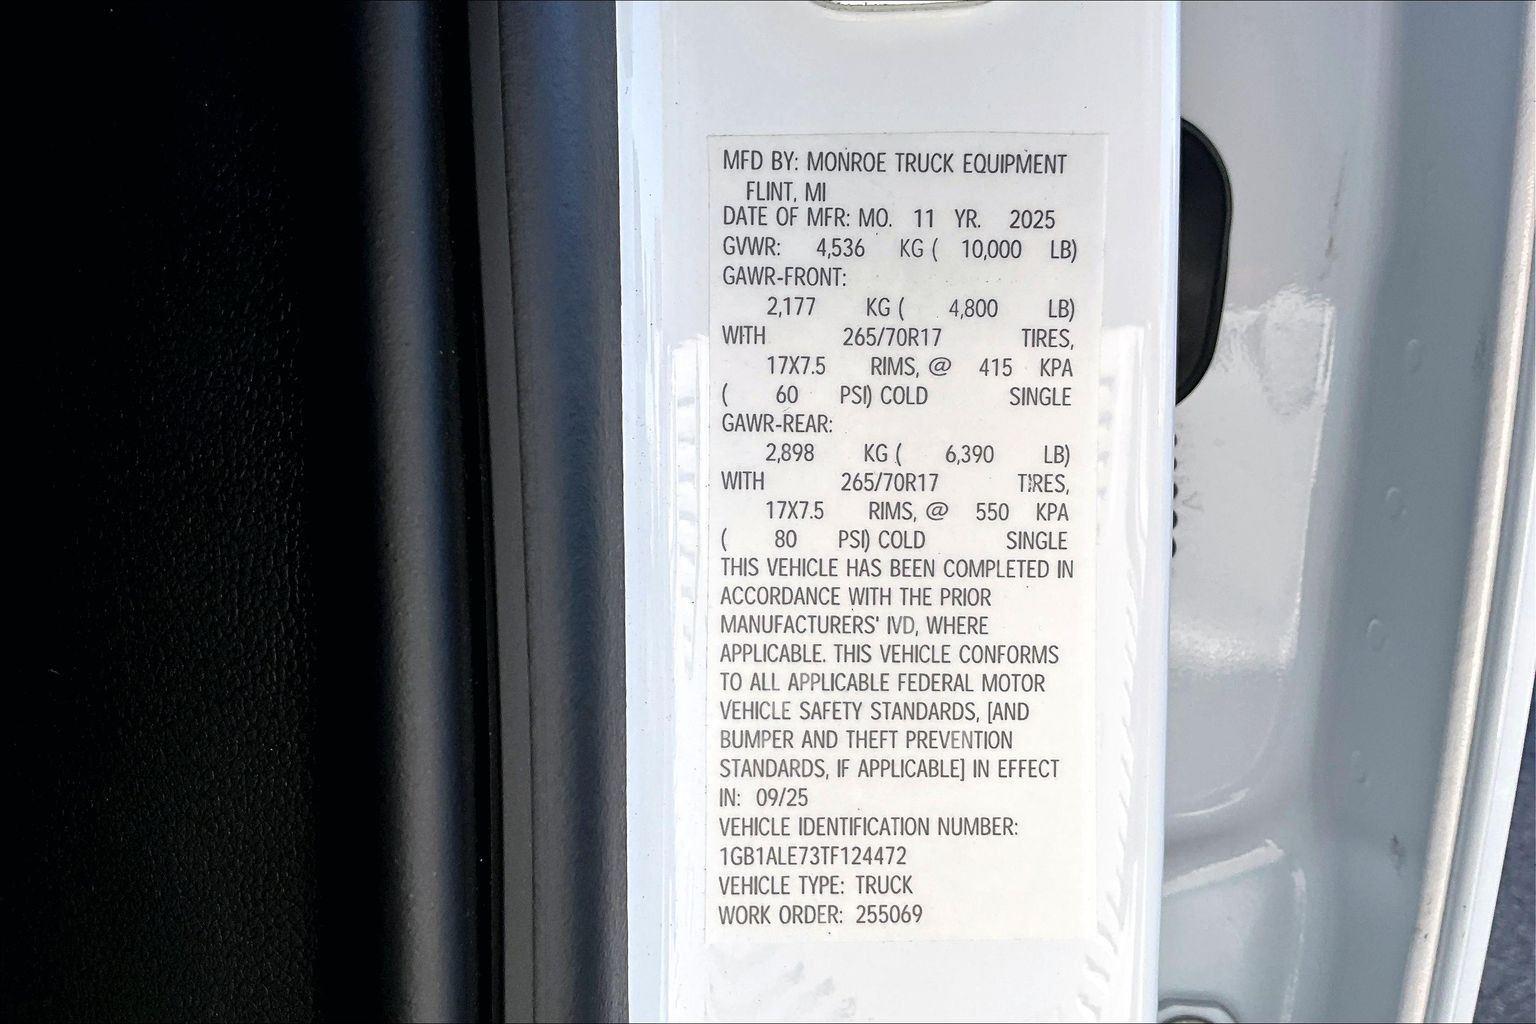 MFD BY: MONROE TRUCK EQUIPMENT
FLINT, MI
DATE OF MFR: MO. 11 YR. 2025
GVWR: 4,536 KG ( 10,000 LB)
GAWR-FRONT:
2,177 KG ( 4,800 LB)
WITH 265/70R17 TIRES,
17X7.5 RIMS, @ 415 KPA
( 60 PSI) COLD SINGLE
GAWR-REAR:
2,898 KG ( 6,390 LB)
WITH 265/70R17 TIRES,
17X7.5 RIMS, @ 550 KPA
( 80 PSI) COLD SINGLE
THIS VEHICLE HAS BEEN COMPLETED IN
ACCORDANCE WITH THE PRIOR
MANUFACTURERS' IVD, WHERE
APPLICABLE. THIS VEHICLE CONFORMS
TO ALL APPLICABLE FEDERAL MOTOR
VEHICLE SAFETY STANDARDS, [AND
BUMPER AND THEFT PREVENTION
STANDARDS, IF APPLICABLE] IN EFFECT
IN: 09/25
VEHICLE IDENTIFICATION NUMBER:
1GB1ALE73TF124472
VEHICLE TYPE: TRUCK
WORK ORDER: 255069